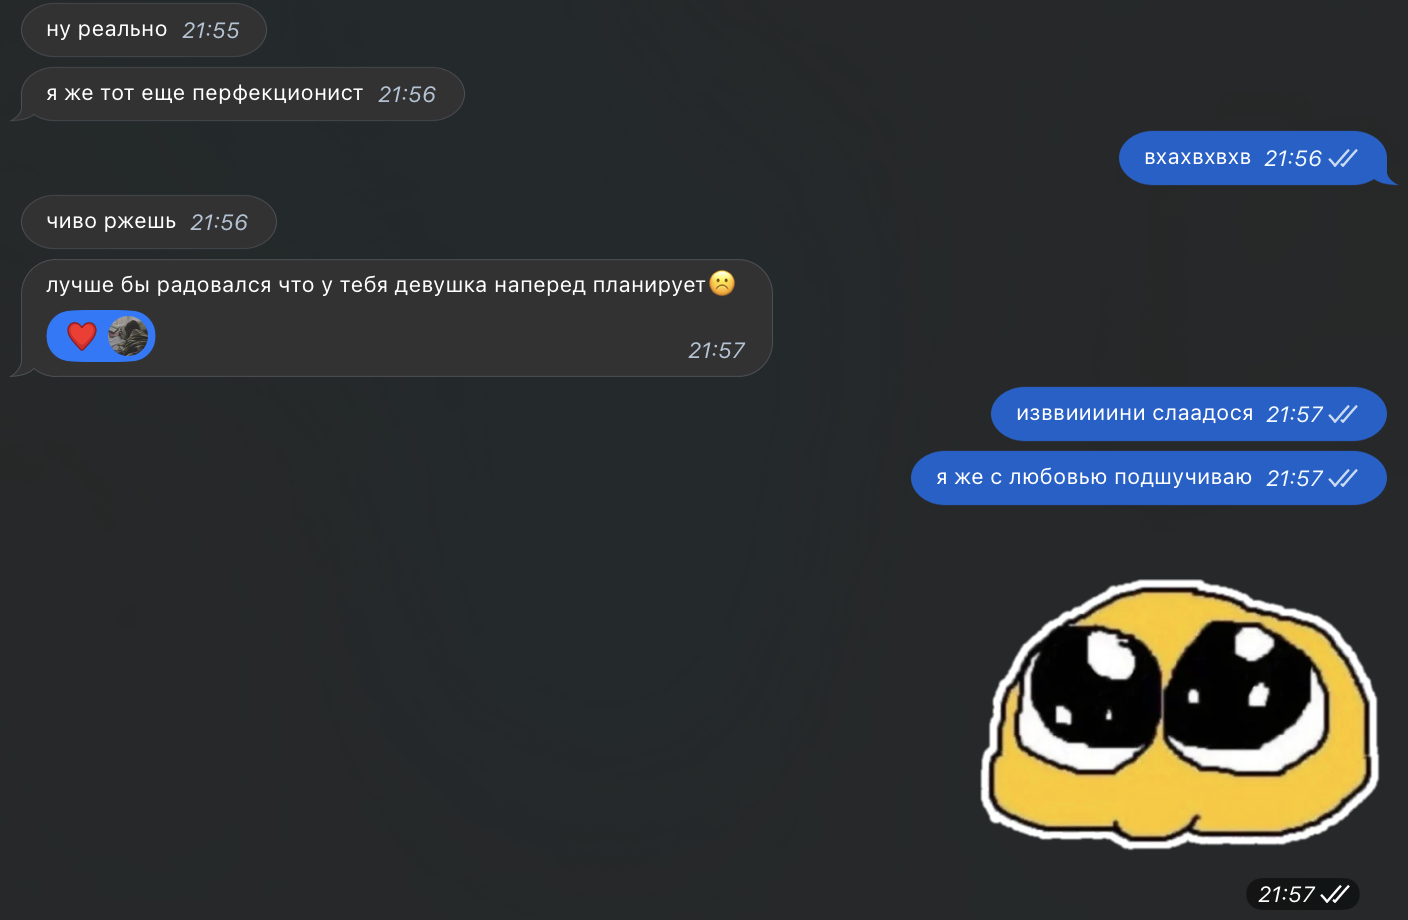 ну реально 21:55
я же тот еще перфекционист 21:56
вхахвхвхв 21:56
чиво ржешь 21:56
лучше бы радовался что у тебя девушка наперед планирует☹️
21:57
изввиииини слаадося 21:57
я же с любовью подшучиваю 21:57
21:57